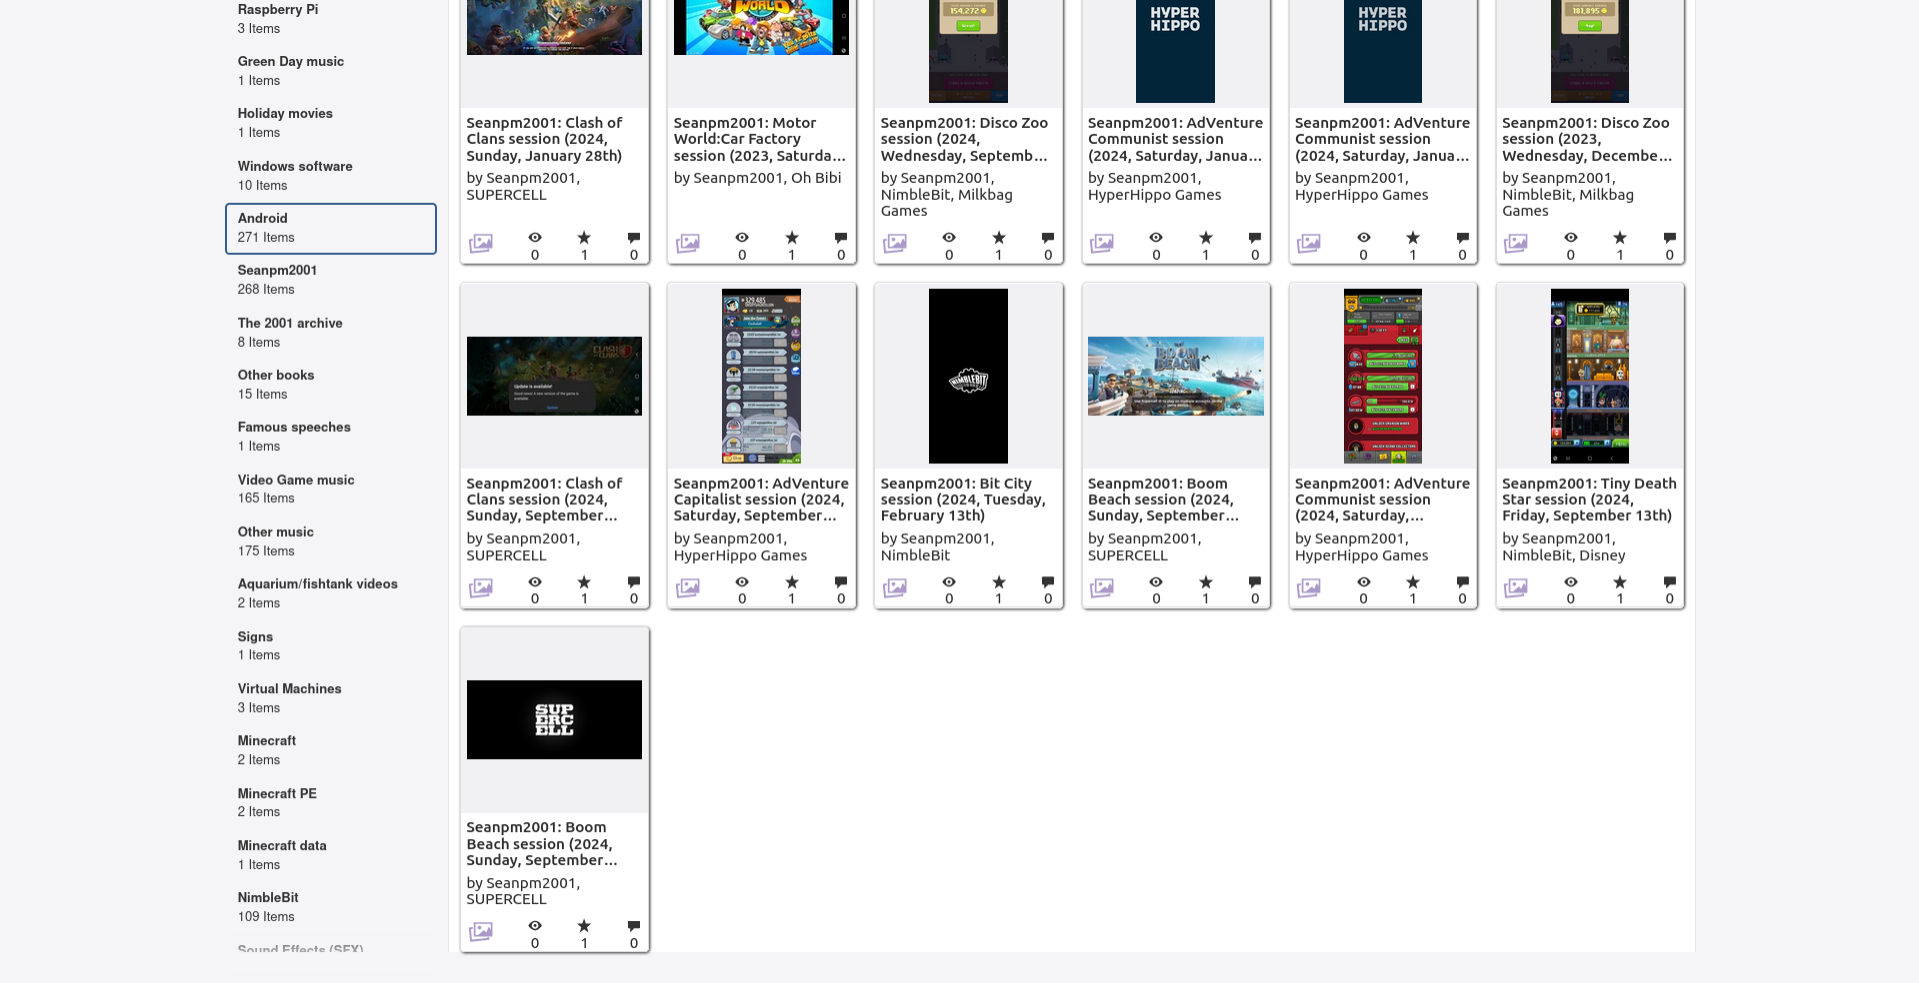 Raspberry Pi
3 Items
Green Day music
1 Items
Holiday movies
1 Items
Windows software
10 Items
Android
271 Items
Seanpm2001
268 Items
The 2001 archive
8 Items
Other books
15 Items
Famous speeches
1 Items
Video Game music
165 Items
Other music
175 Items
Aquarium/fishtank videos
2 Items
Signs
1 Items
Virtual Machines
3 Items
Minecraft
2 Items
Minecraft PE
2 Items
Minecraft data
1 Items
NimbleBit
109 Items
Sound Effects (SFX)
Seanpm2001: Clash of
Clans session (2024,
Sunday, January 28th)
by Seanpm2001,
SUPERCELL
0 1 0
WORLD
Seanpm2001: Motor
World:Car Factory
session (2023, Saturda...
by Seanpm2001, Oh Bibi
0 1 0
154,272
Seanpm2001: Disco Zoo
session (2024,
Wednesday, Septemb...
by Seanpm2001,
NimbleBit, Milkbag
Games
0 1 0
HYPER
HIPPO
Seanpm2001: AdVenture
Communist session
(2024, Saturday, Janua...
by Seanpm2001,
HyperHippo Games
0 1 0
HYPER
HIPPO
Seanpm2001: AdVenture
Communist session
(2024, Saturday, Janua...
by Seanpm2001,
HyperHippo Games
0 1 0
181,895
Seanpm2001: Disco Zoo
session (2023,
Wednesday, Decembe...
by Seanpm2001,
NimbleBit, Milkbag
Games
0 1 0
Update is available!
Seanpm2001: Clash of
Clans session (2024,
Sunday, September...
by Seanpm2001,
SUPERCELL
0 1 0
329,485
Seanpm2001: AdVenture
Capitalist session (2024,
Saturday, September...
by Seanpm2001,
HyperHippo Games
0 1 0
NIMBLEBIT
Seanpm2001: Bit City
session (2024, Tuesday,
February 13th)
by Seanpm2001,
NimbleBit
0 1 0
BOOM
BEACH
Seanpm2001: Boom
Beach session (2024,
Sunday, September...
by Seanpm2001,
SUPERCELL
0 1 0
Seanpm2001: AdVenture
Communist session
(2024, Saturday,...
by Seanpm2001,
HyperHippo Games
0 1 0
Seanpm2001: Tiny Death
Star session (2024,
Friday, September 13th)
by Seanpm2001,
NimbleBit, Disney
0 1 0
SUP
ERC
ELL
Seanpm2001: Boom
Beach session (2024,
Sunday, September...
by Seanpm2001,
SUPERCELL
0 1 0